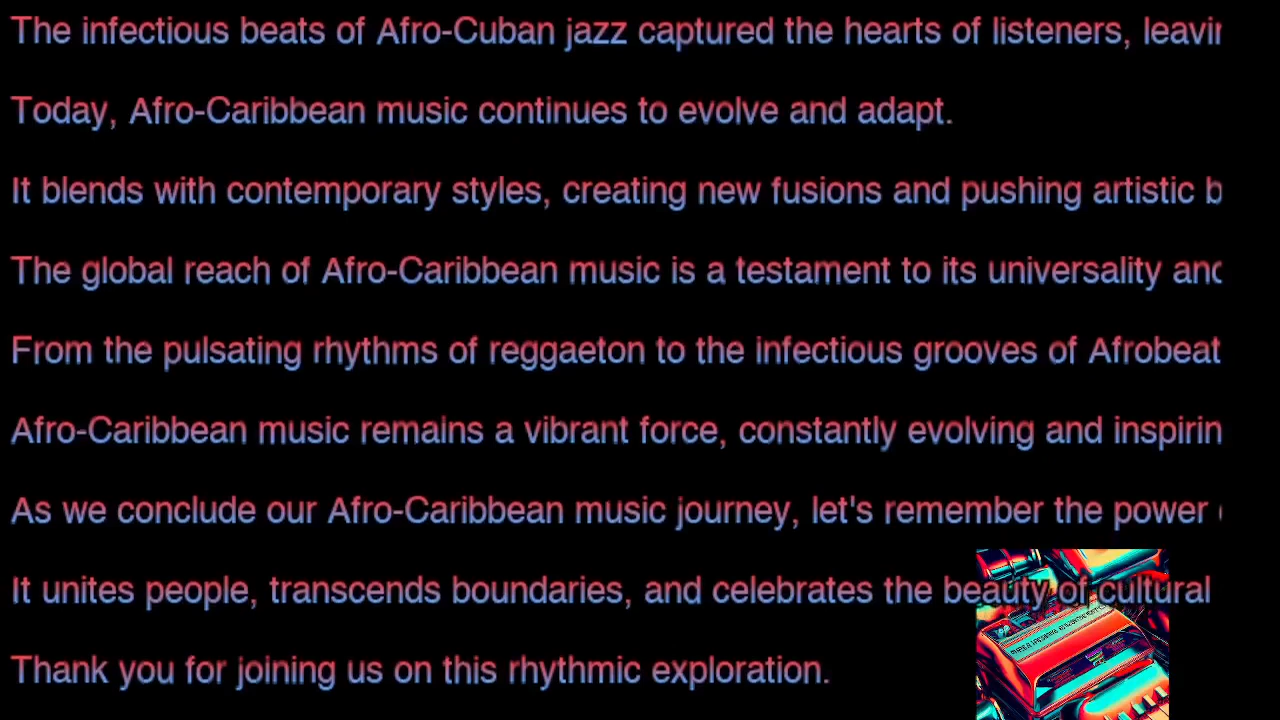 The infectious beats of Afro-Cuban jazz captured the hearts of listeners,
Today, Afro-Caribbean music continues to evolve and adapt.
It blends with contemporary styles, creating new fusions and pushing artistic
The global reach of Afro-Caribbean music is a testament to its universality
From the pulsating rhythms of reggaeton to the infectious grooves of Afrobeat
Afro-Caribbean music remains a vibrant force, constantly evolving and
As we conclude our Afro-Caribbean music journey, let's remember the power
It unites people, transcends boundaries, and celebrates the beauty of cultural
Thank you for joining us on this rhythmic exploration.